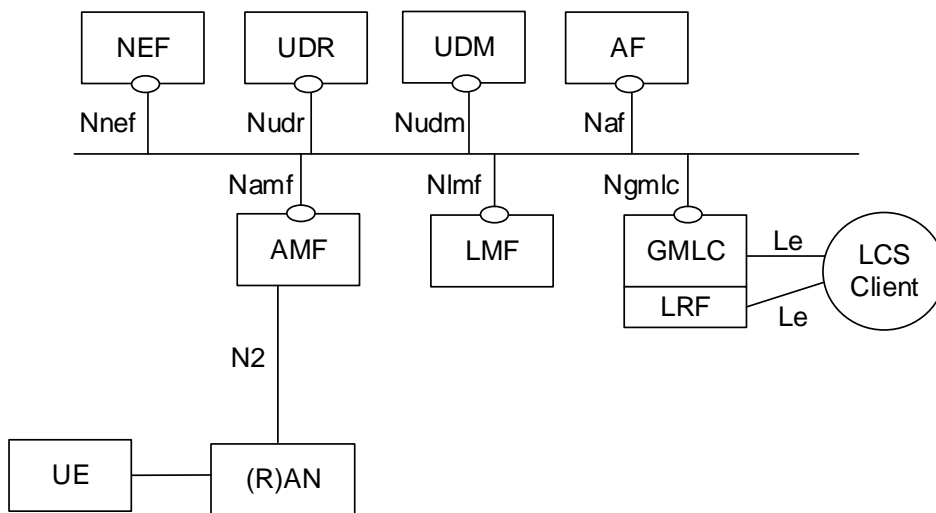 NEF
UDR
UDM
AF
Nnef
Nudr
Nudm
Naf
Namf
Nlmf
Ngmlc
AMF
LMF
GMLC
Le
LCS
Client
LRF
Le
N2
UE
(R)AN